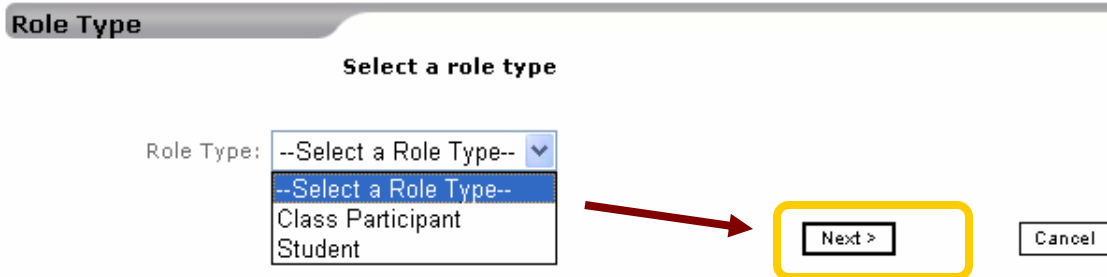 Role Type
Select a role type
Role Type: --Select a Role Type--
--Select a Role Type--
Class Participant
Student
Next > Cancel